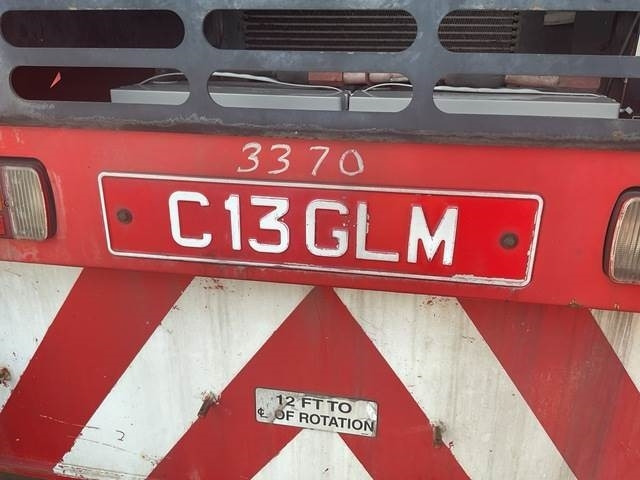 3370
C13GLM
12 FT TO
℄ OF ROTATION